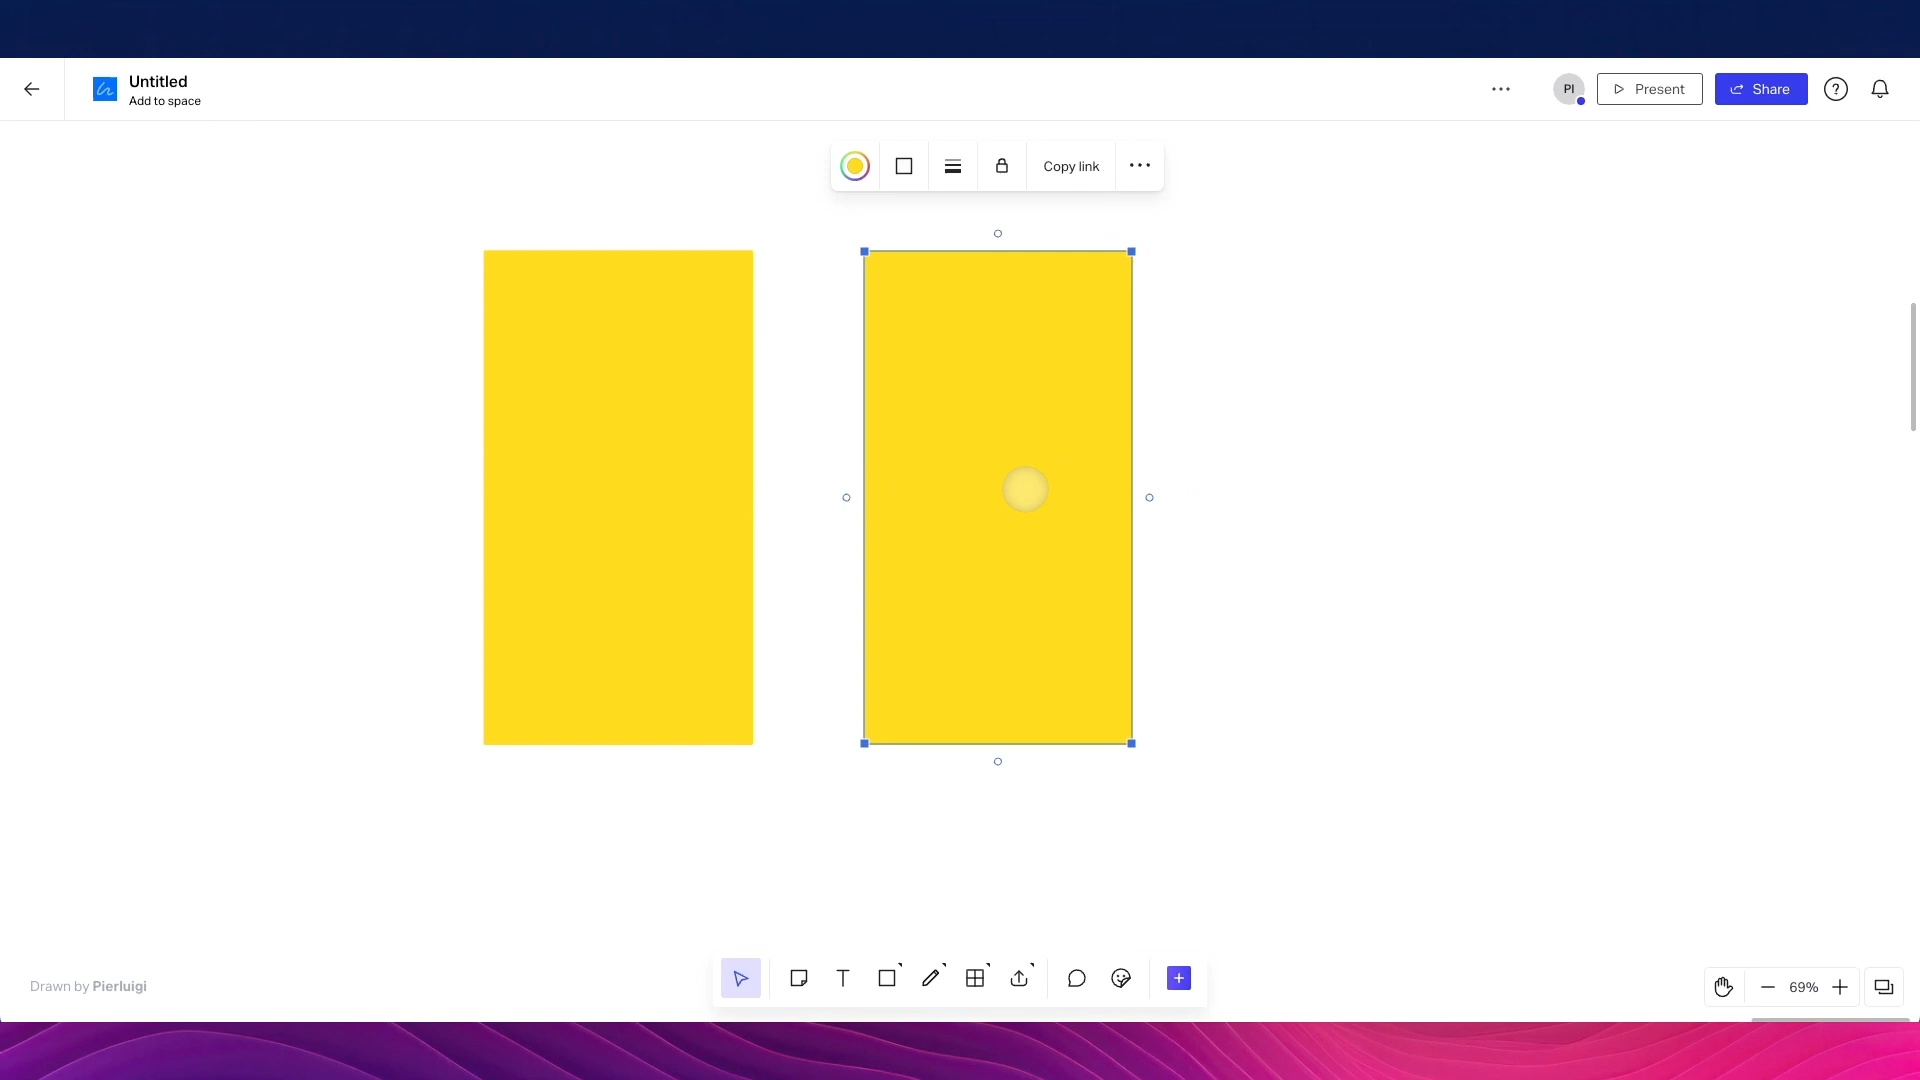 Untitled
Add to space
PI
Present
Share
Copy link
Drawn by Pierluigi
69%